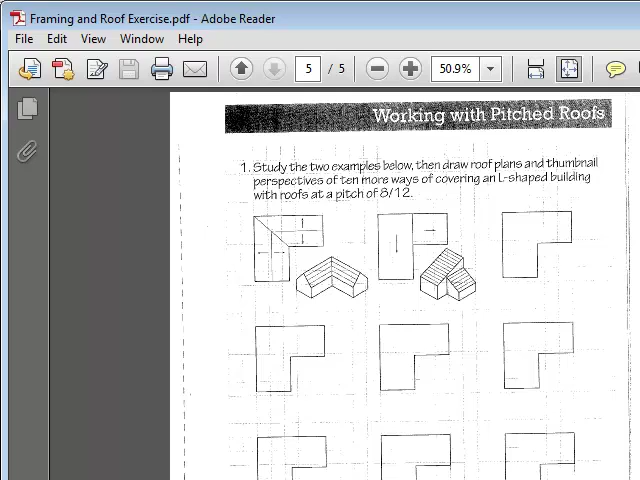 Framing and Roof Exercise.pdf - Adobe Reader
File Edit View Window Help
5 / 5 50.9%
Working with Pitched Roofs
1. Study the two examples below, then draw roof plans and thumbnail
perspectives of ten more ways of covering an L-shaped building
with roofs at a pitch of 8/12.